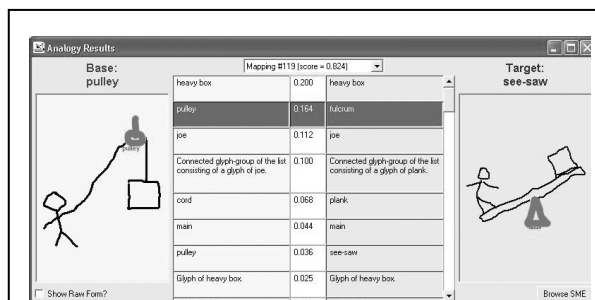 Analogy Results
Base:
pulley
Mapping #119 (score = 0.824)
Target:
see-saw
heavy box 0.200 heavy box
pulley 0.164 fulcrum
joe 0.112 joe
Connected glyph-group of the list consisting of a glyph of joe. 0.100 Connected glyph-group of the list consisting of a glyph of plank.
cord 0.068 plank
main 0.044 main
pulley 0.036 see-saw
Glyph of heavy box. 0.025 Glyph of heavy box.
pulley
Show Raw Form?
Browse SME